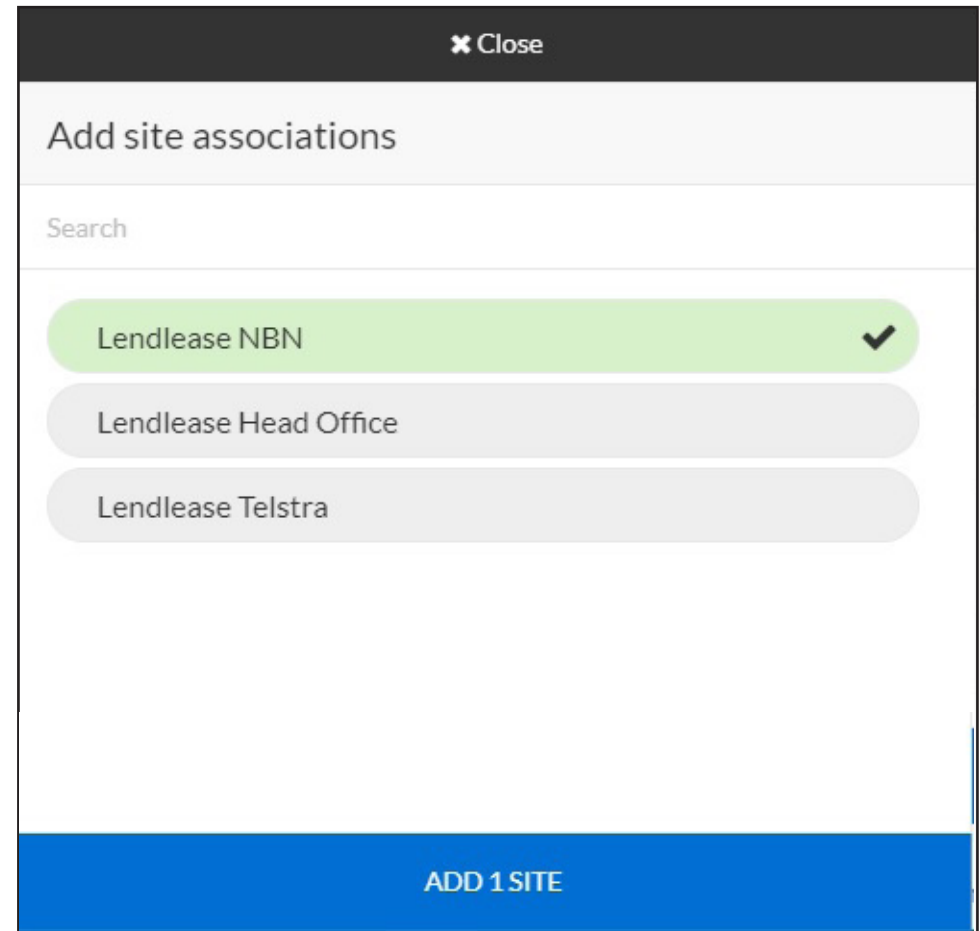 ✖ Close
Add site associations
Search
Lendlease NBN
Lendlease Head Office
Lendlease Telstra
ADD 1 SITE